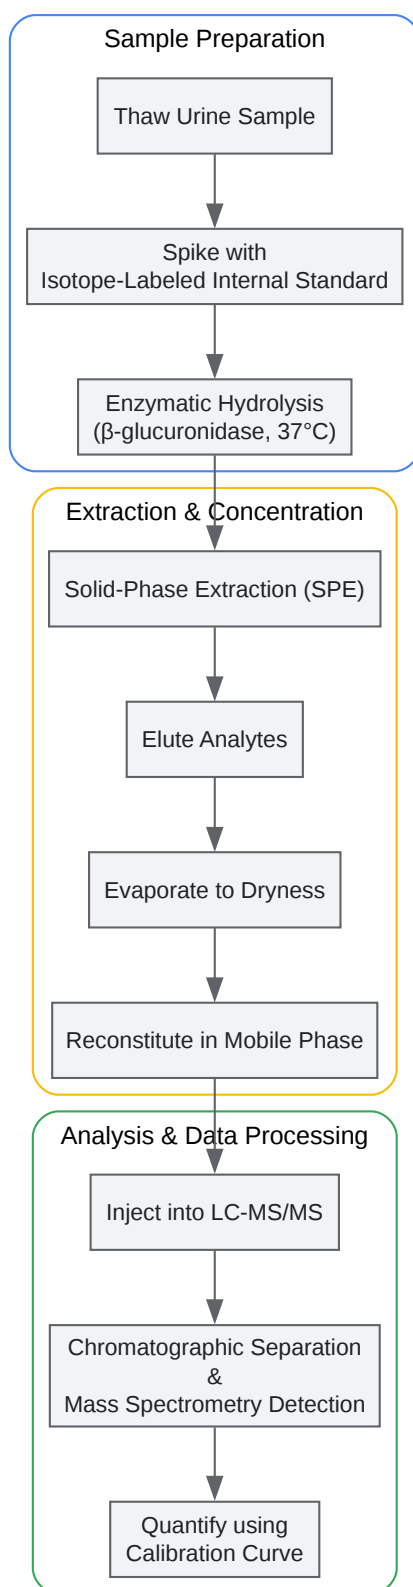 Sample Preparation
Thaw Urine Sample
Spike with
Isotope-Labeled Internal Standard
Enzymatic Hydrolysis
(β-glucuronidase, 37°C)
Extraction & Concentration
Solid-Phase Extraction (SPE)
Elute Analytes
Evaporate to Dryness
Reconstitute in Mobile Phase
Analysis & Data Processing
Inject into LC-MS/MS
Chromatographic Separation
&
Mass Spectrometry Detection
Quantify using
Calibration Curve